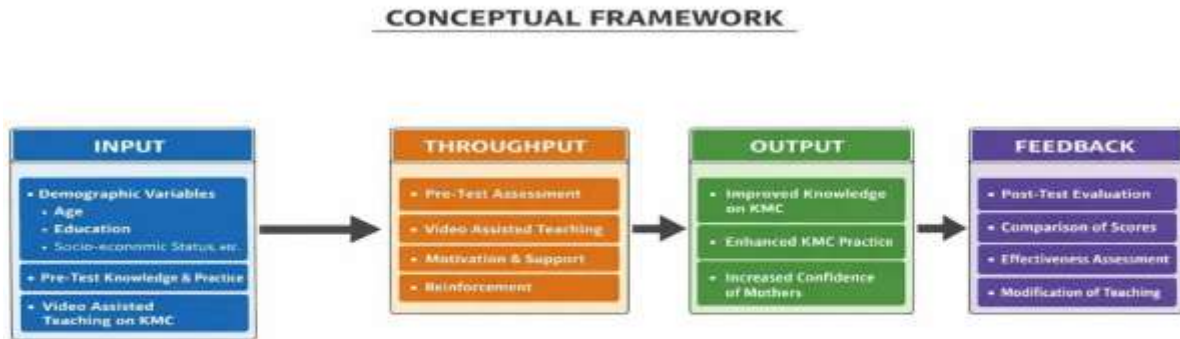 CONCEPTUAL FRAMEWORK
INPUT
• Demographic Variables
• Age
• Education
• Socio-economic Status, etc.
• Pre-Test Knowledge & Practice
• Video Assisted
Teaching on KMC
THROUGHPUT
• Pre-Test Assessment
• Video Assisted Teaching
• Motivation & Support
• Reinforcement
OUTPUT
• Improved Knowledge
on KMC
• Enhanced KMC Practice
• Increased Confidence
of Mothers
FEEDBACK
• Post-Test Evaluation
• Comparison of Scores
• Effectiveness Assessment
• Modification of Teaching